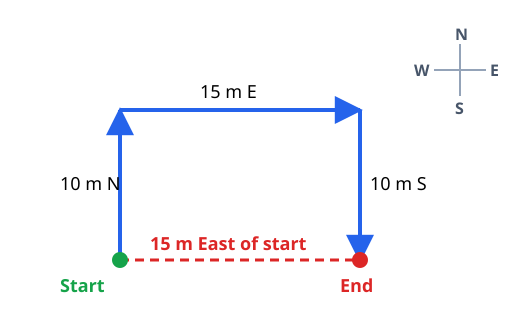 N
W E
S
15 m E
10 m N
10 m S
15 m East of start
Start
End